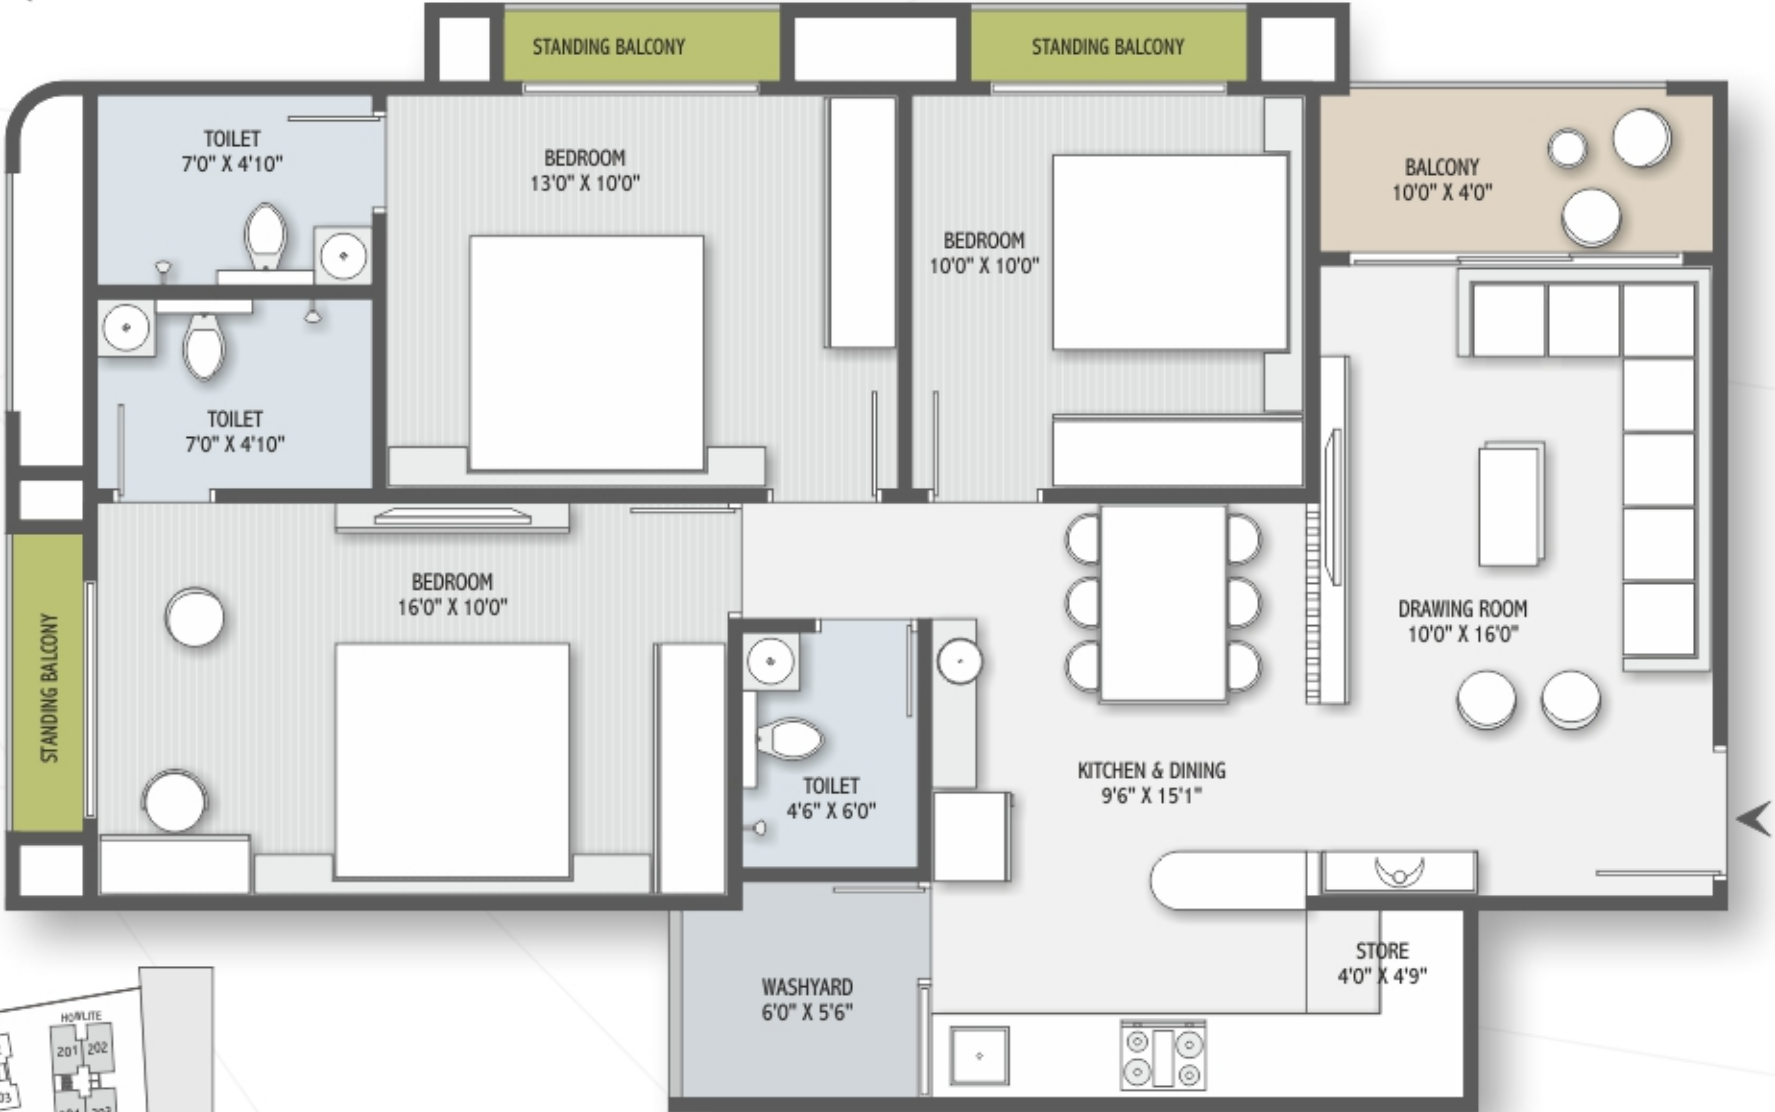 STANDING BALCONY
STANDING BALCONY
TOILET
7'0" X 4'10"
BEDROOM
13'0" X 10'0"
BEDROOM
10'0" X 10'0"
BALCONY
10'0" X 4'0"
TOILET
7'0" X 4'10"
BEDROOM
16'0" X 10'0"
DRAWING ROOM
10'0" X 16'0"
STANDING BALCONY
TOILET
4'6" X 6'0"
KITCHEN & DINING
9'6" X 15'1"
STORE
4'0" X 4'9"
WASHYARD
6'0" X 5'6"
HOWLITE
201 202